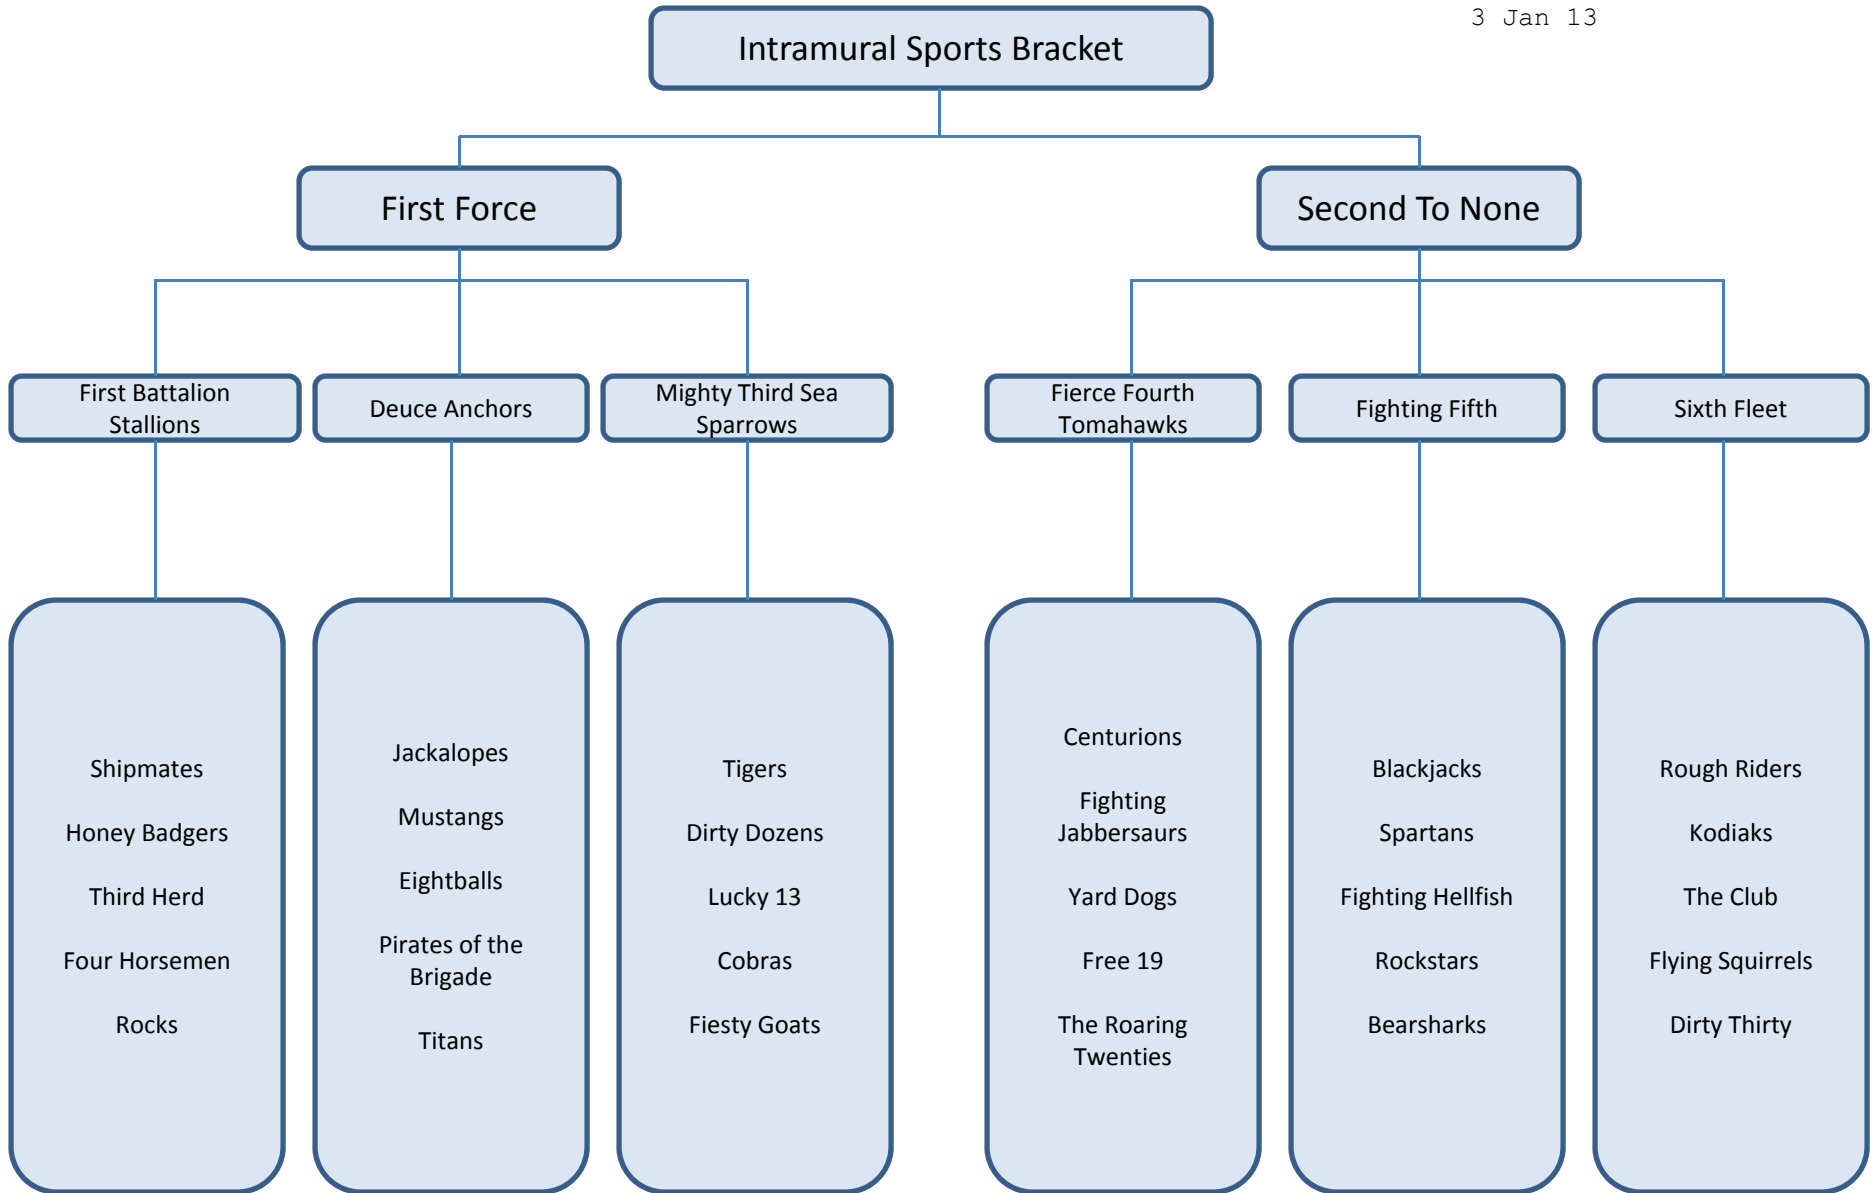 3 Jan 13
Intramural Sports Bracket
First Force
Second To None
First Battalion
Stallions
Deuce Anchors
Mighty Third Sea
Sparrows
Fierce Fourth
Tomahawks
Fighting Fifth
Sixth Fleet
Shipmates
Honey Badgers
Third Herd
Four Horsemen
Rocks
Jackalopes
Mustangs
Eightballs
Pirates of the
Brigade
Titans
Tigers
Dirty Dozens
Lucky 13
Cobras
Fiesty Goats
Centurions
Fighting
Jabbersaurs
Yard Dogs
Free 19
The Roaring
Twenties
Blackjacks
Spartans
Fighting Hellfish
Rockstars
Bearsharks
Rough Riders
Kodiaks
The Club
Flying Squirrels
Dirty Thirty